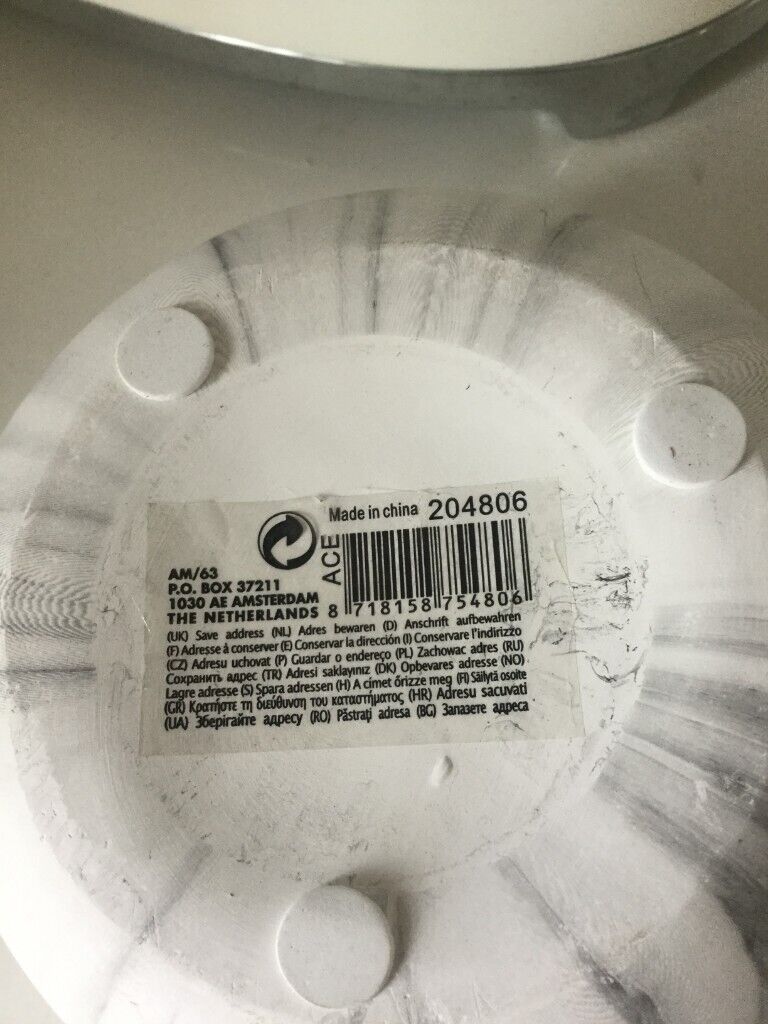 Made in china 204806
ACE
AM/63
P.O. BOX 37211
1030 AE AMSTERDAM
THE NETHERLANDS
8 718158 754806
(UK) Save address (NL) Adres bewaren (D) Anschrift aufbewahren
(F) Adresse à conserver (E) Conservar la dirección (I) Conservare l'indirizzo
(CZ) Adresu uchovat (P) Guardar o endereço (PL) Zachowac adres (RU)
Сохранить адрес (TR) Adresi saklayınız (DK) Opbevares adresse (NO)
Lagre adresse (S) Spara adressen (H) A címet őrizze meg (FI) Säilytä osoite
(GR) Κρατήστε τη διεύθυνση του καταστήματος (HR) Adresu sacuvati
(UA) Зберігайте адресу (RO) Păstrați adresa (BG) Запазете адреса